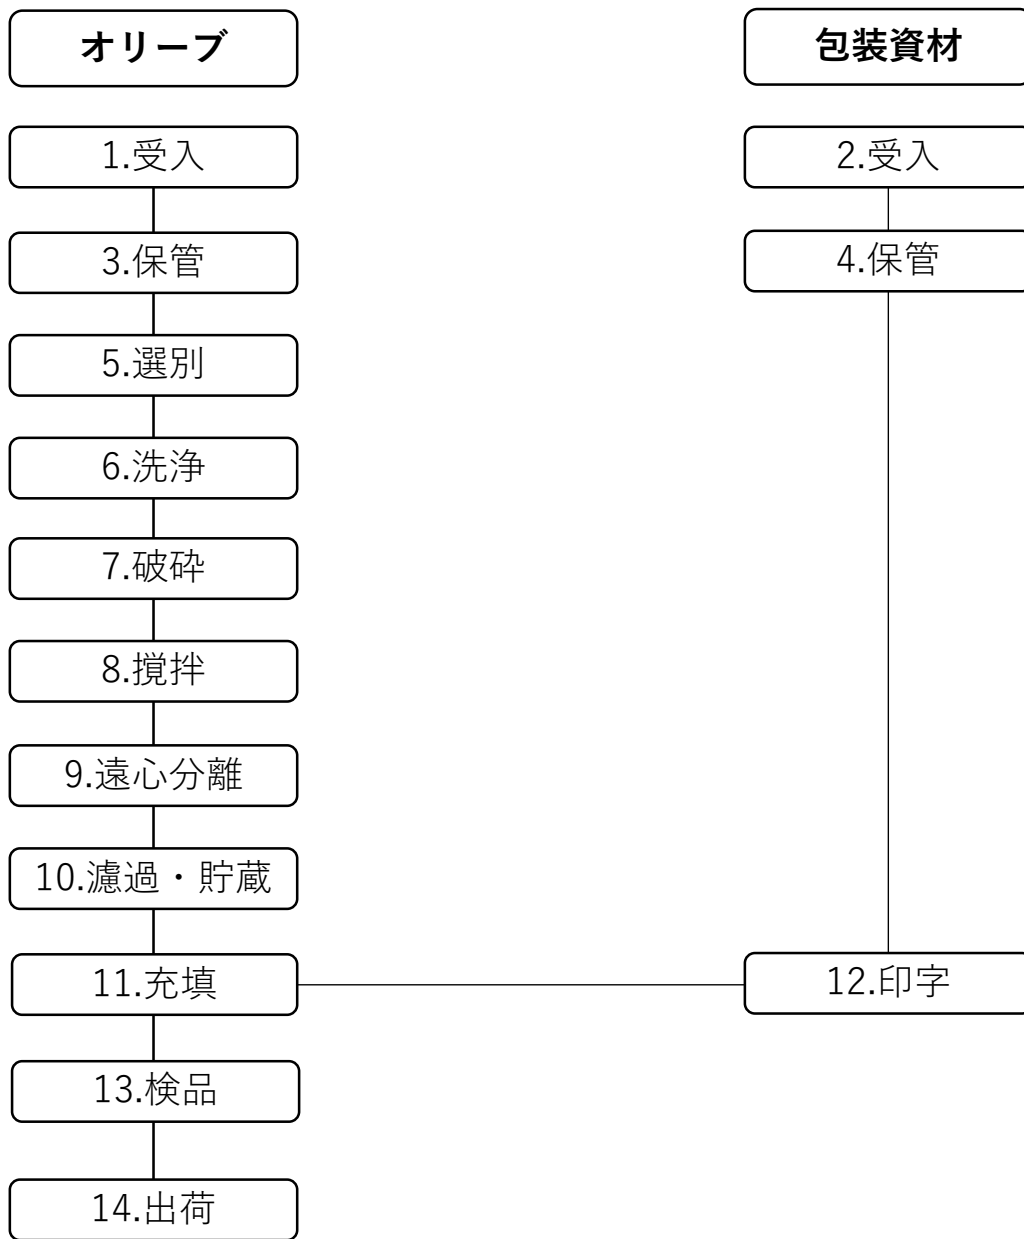 オリーブ
包装資材
1.受入
2.受入
3.保管
4.保管
5.選別
6.洗浄
7.破砕
8.撹拌
9.遠心分離
10.濾過・貯蔵
11.充填
12.印字
13.検品
14.出荷